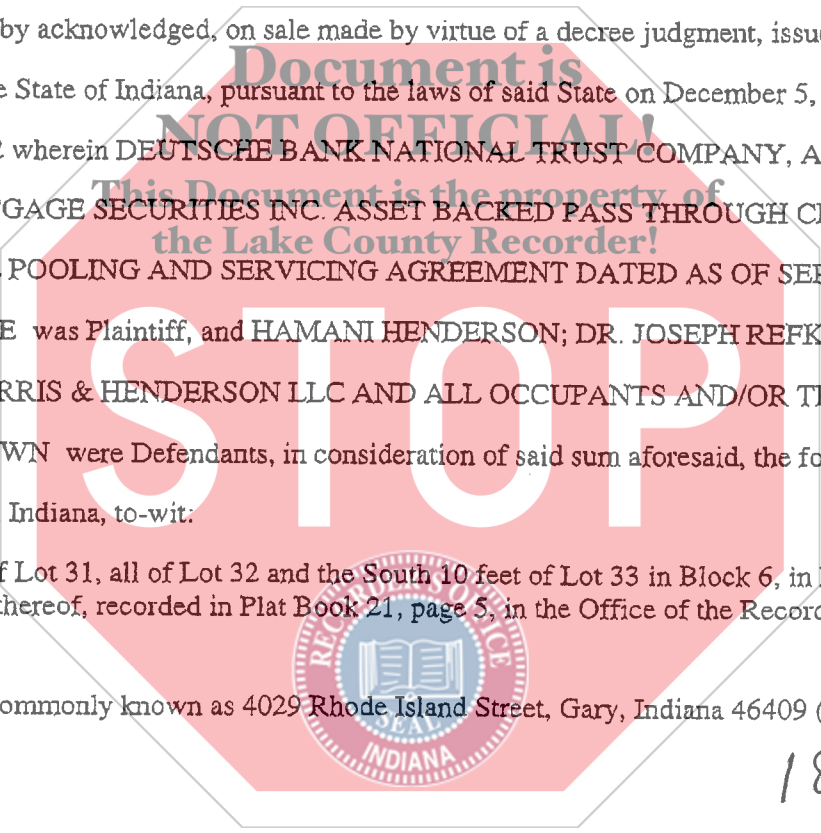 by acknowledged, on sale made by virtue of a decree judgment, issu
Document is
e State of Indiana, pursuant to the laws of said State on December 5,
NOT OFFICIAL!
wherein DEUTSCHE BANK NATIONAL TRUST COMPANY, A
This Document is the property of
GAGE SECURITIES INC. ASSET BACKED PASS THROUGH C
the Lake County Recorder!
POOLING AND SERVICING AGREEMENT DATED AS OF SE
E was Plaintiff, and HAMANI HENDERSON; DR. JOSEPH REFK
STOP
RRIS & HENDERSON LLC AND ALL OCCUPANTS AND/OR T
WN were Defendants, in consideration of said sum aforesaid, the fo
Indiana, to-wit:
f Lot 31, all of Lot 32 and the South 10 feet of Lot 33 in Block 6, in
thereof, recorded in Plat Book 21, page 5, in the Office of the Record
RECORDER'S OFFICE
ommonly known as 4029 Rhode Island Street, Gary, Indiana 46409 (
SEAL
INDIANA
18